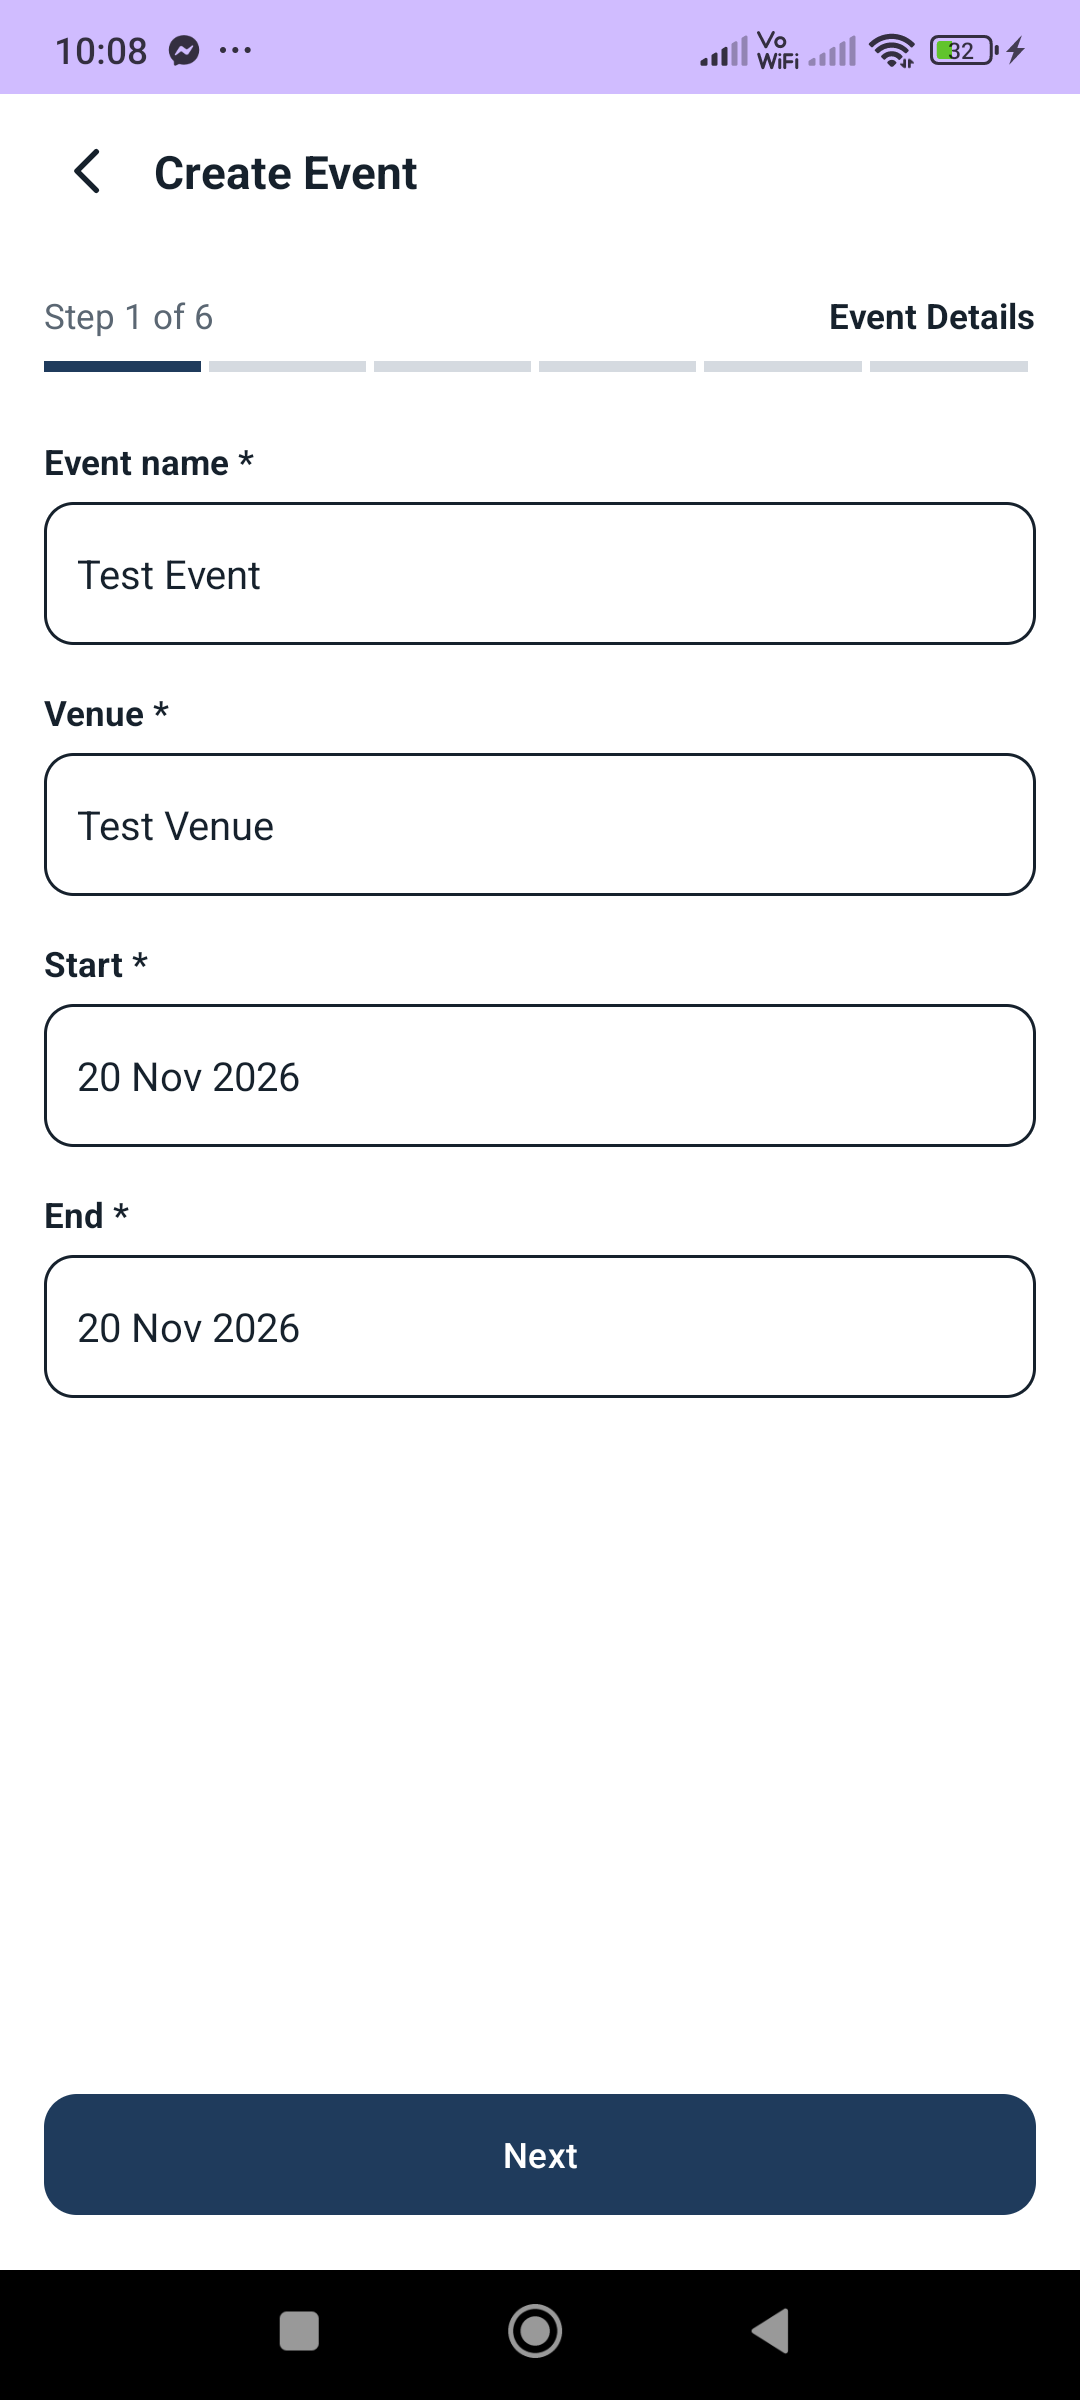 10:08
Vo
WiFi
32
Create Event
Step 1 of 6
Event Details
Event name *
Test Event
Venue *
Test Venue
Start *
20 Nov 2026
End *
20 Nov 2026
Next